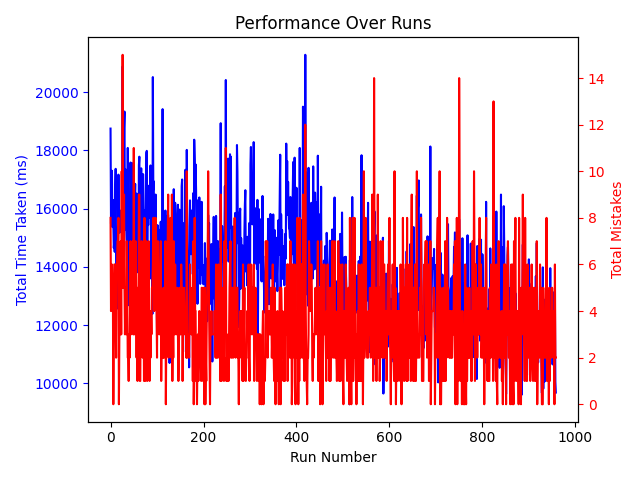 Performance Over Runs
Total Time Taken (ms)
20000
18000
16000
14000
12000
10000
14
12
10
8
6
4
2
0
Total Mistakes
0 200 400 600 800 1000
Run Number